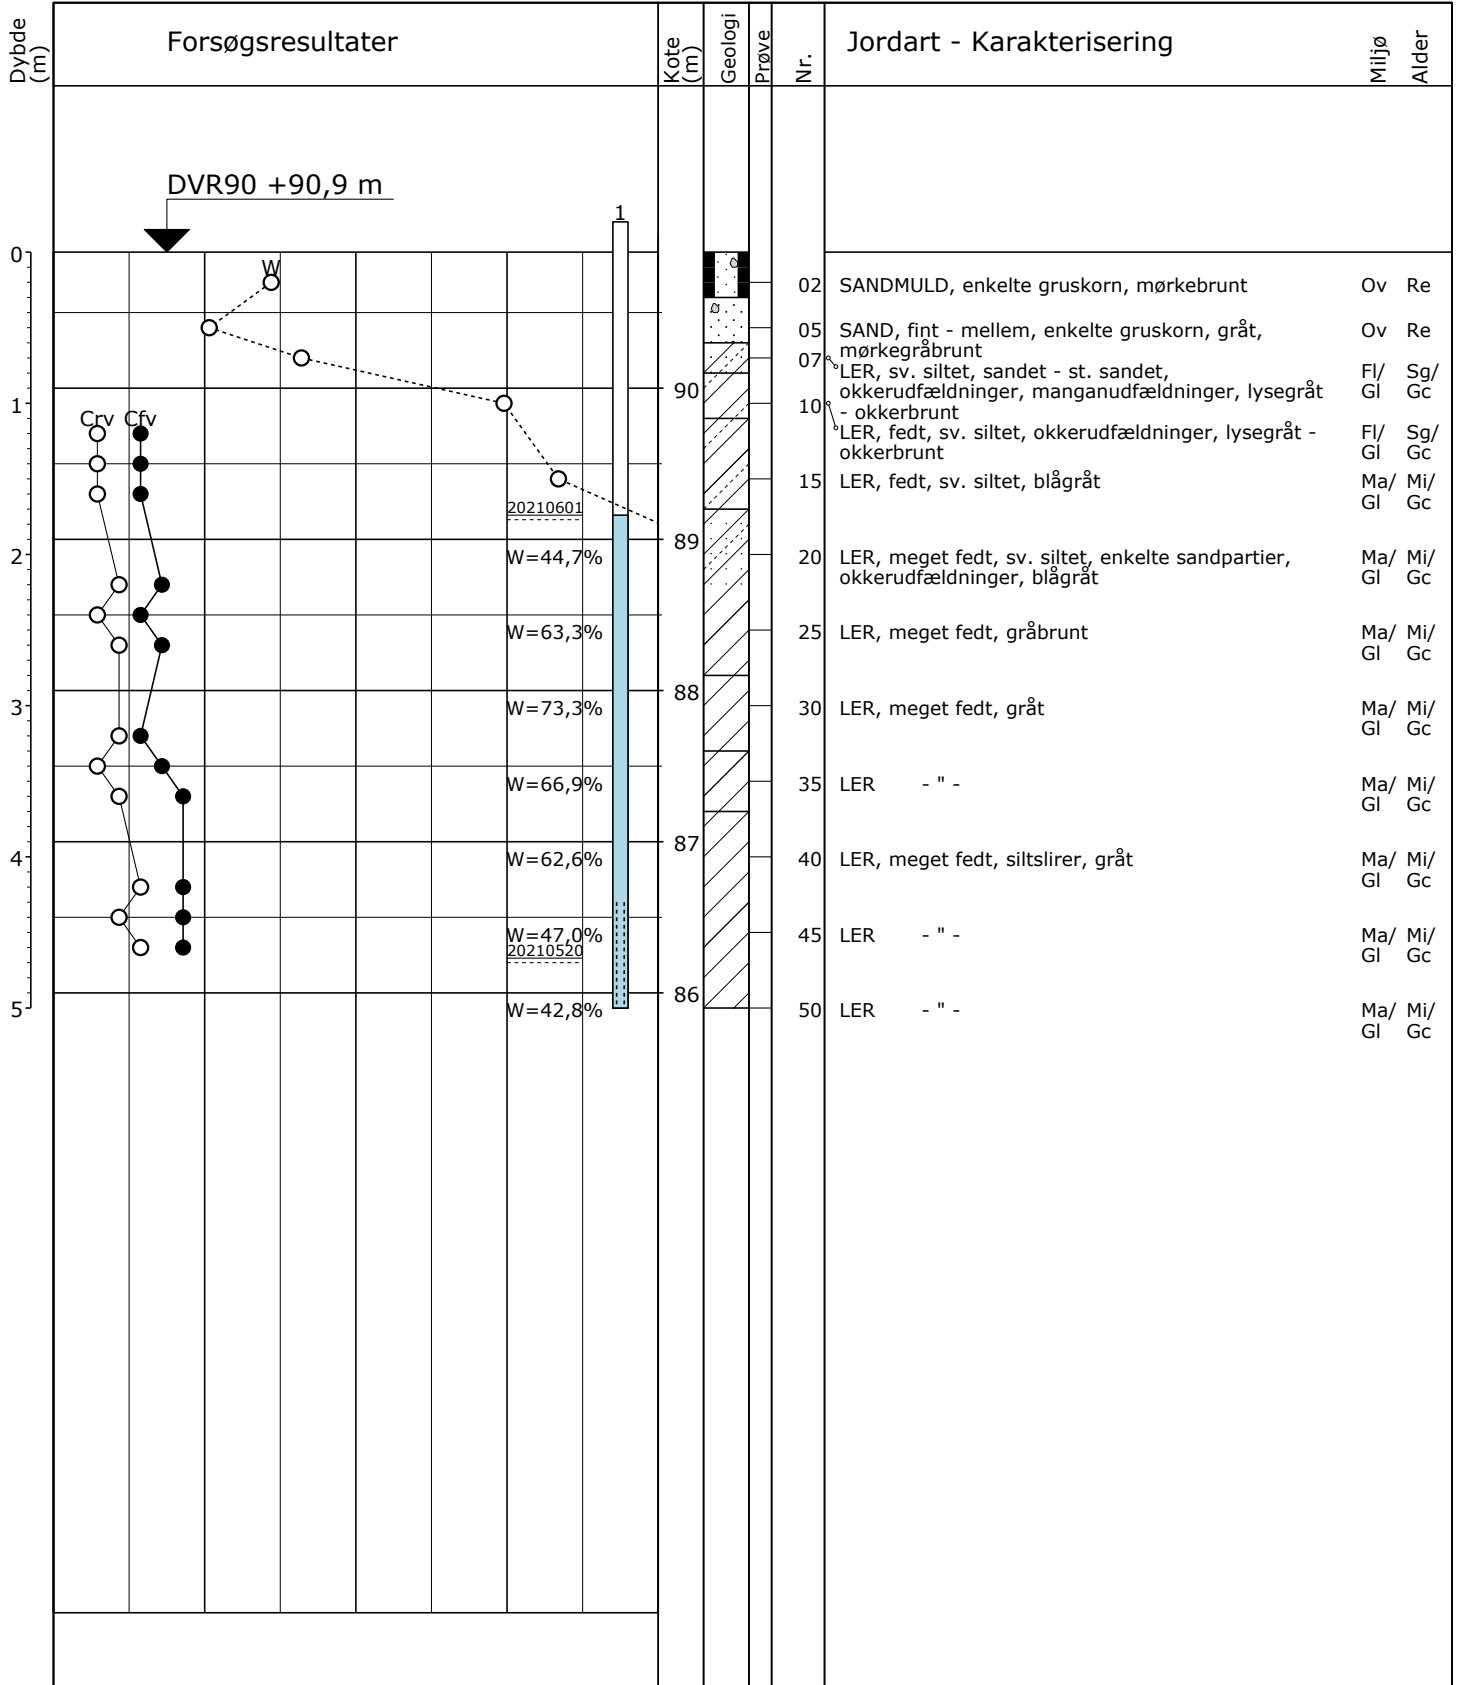 Dybde (m)
Forsøgsresultater
Kote (m)
Geologi
Prøve
Nr.
Jordart - Karakterisering
Miljø
Alder
DVR90 +90,9 m
1
0
W
02 SANDMULD, enkelte gruskorn, mørkebrunt Ov Re
05 SAND, fint - mellem, enkelte gruskorn, gråt, Ov Re
mørkegråbrunt
07 LER, sv. siltet, sandet - st. sandet, Fl/ Sg/
90 okkerudfældninger, manganudfældninger, lysegråt Gl Gc
- okkerbrunt
1
Crv Cfv
10 LER, fedt, sv. siltet, okkerudfældninger, lysegråt - Fl/ Sg/
okkerbrunt Gl Gc
15 LER, fedt, sv. siltet, blågråt Ma/ Mi/
Gl Gc
20210601
89
2 W=44,7% 20 LER, meget fedt, sv. siltet, enkelte sandpartier, Ma/ Mi/
okkerudfældninger, blågråt Gl Gc
W=63,3% 25 LER, meget fedt, gråbrunt Ma/ Mi/
Gl Gc
88
3 W=73,3% 30 LER, meget fedt, gråt Ma/ Mi/
Gl Gc
W=66,9% 35 LER - " - Ma/ Mi/
Gl Gc
87
4 W=62,6% 40 LER, meget fedt, siltslirer, gråt Ma/ Mi/
Gl Gc
W=47,0% 45 LER - " - Ma/ Mi/
20210520 Gl Gc
86
5 W=42,8% 50 LER - " - Ma/ Mi/
Gl Gc